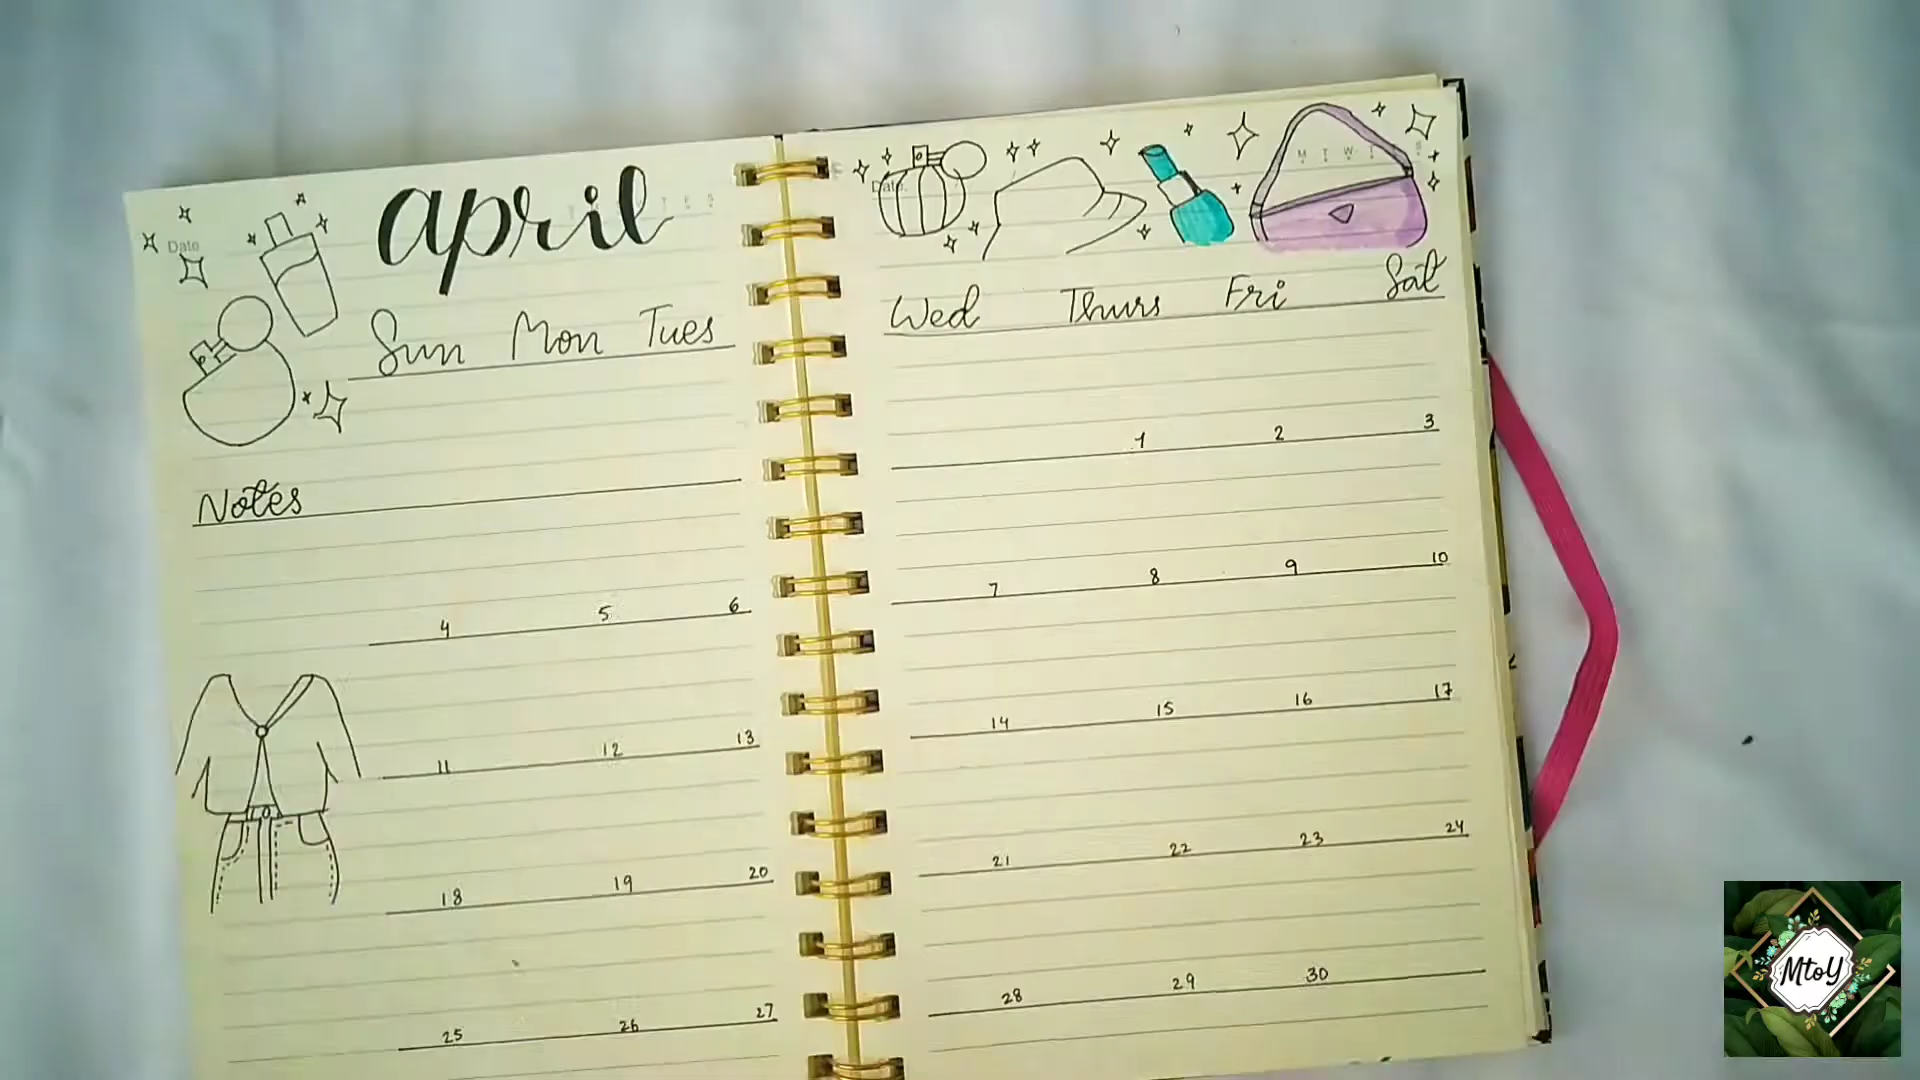 april
Date
Sun Mon Tues
Notes
4 5 6
11 12 13
18 19 20
25 26 27
Date.
M T W
S
Wed Thurs Fri Sat
1 2 3
7 8 9 10
14 15 16 17
21 22 23 24
28 29 30
MtoY